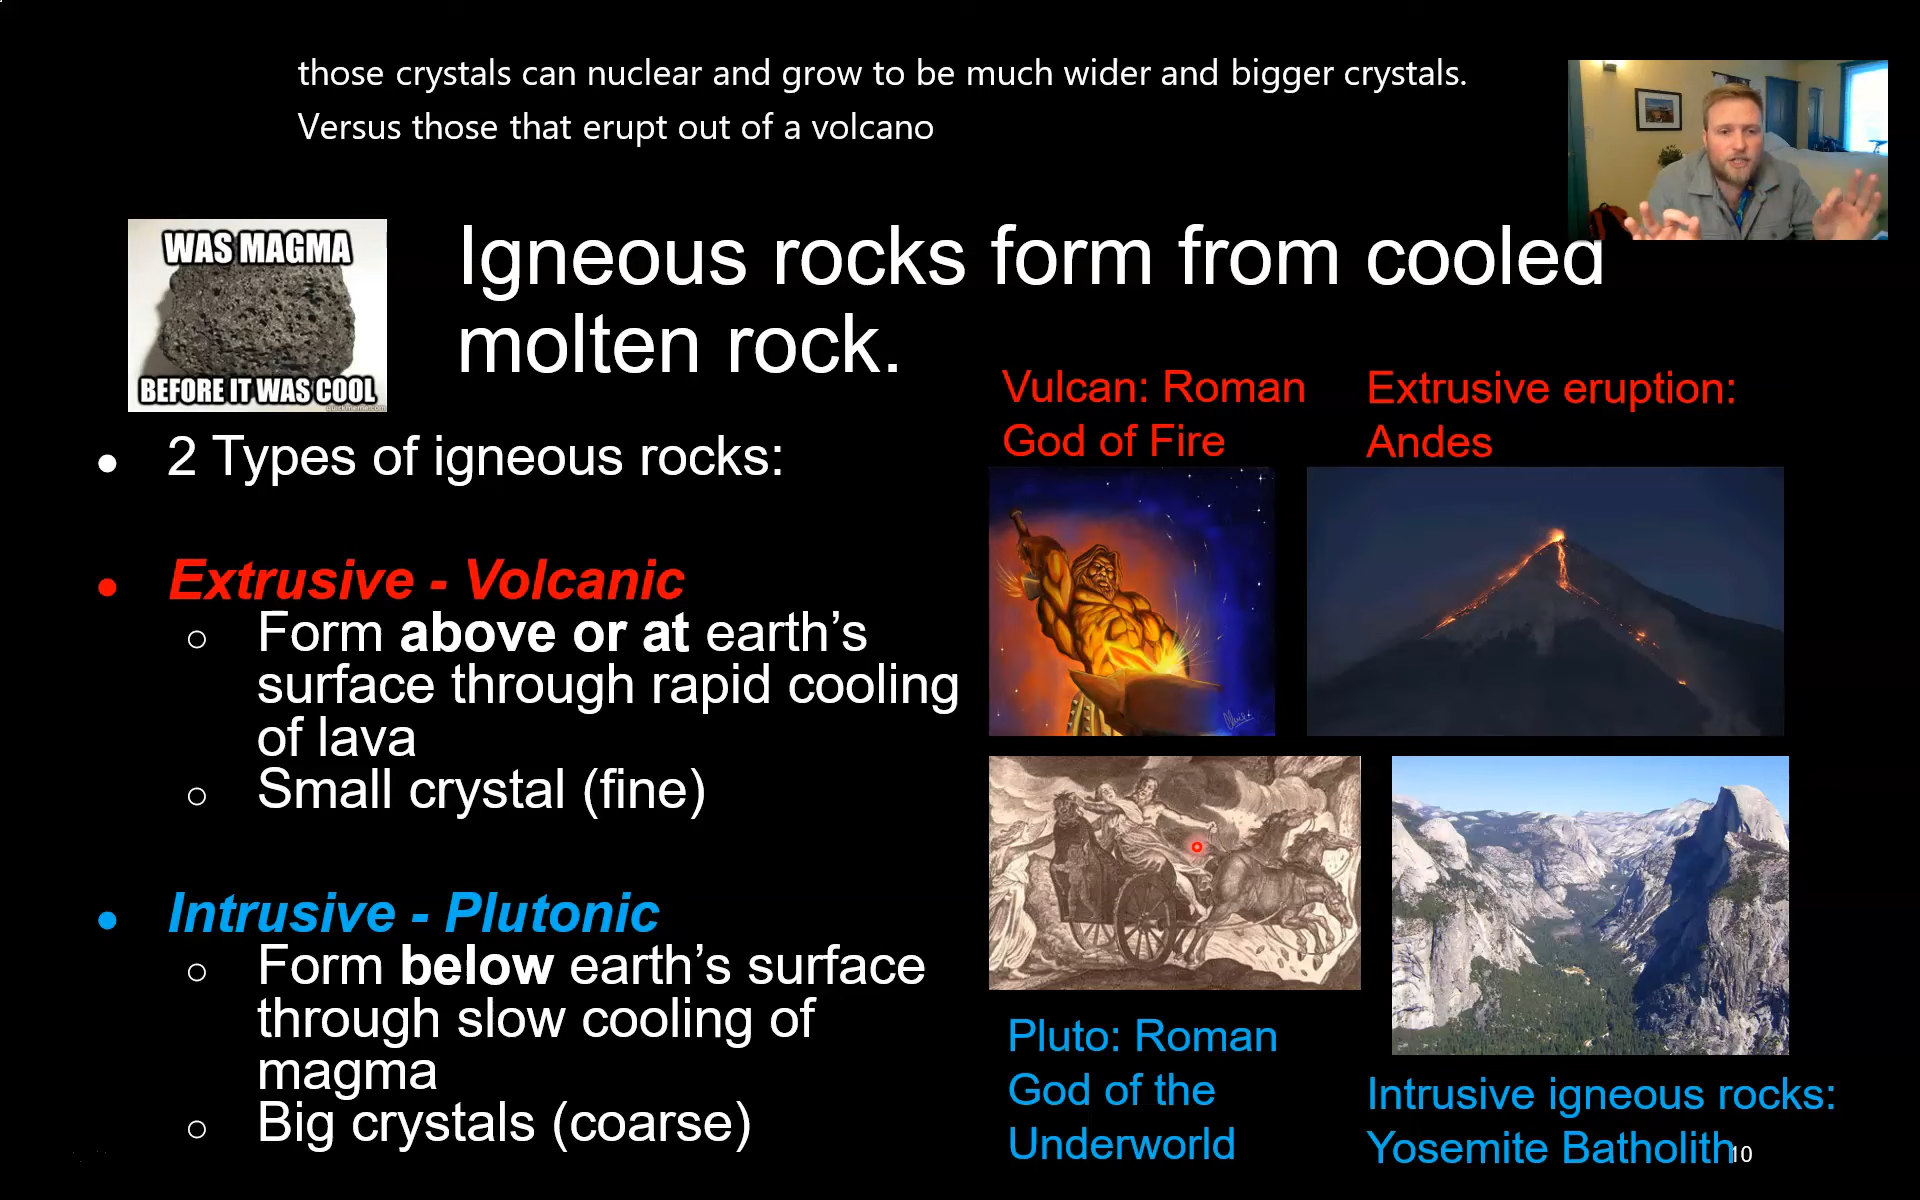 those crystals can nuclear and grow to be much wider and bigger crystals.
Versus those that erupt out of a volcano
WAS MAGMA
BEFORE IT WAS COOL
Igneous rocks form from cooled
molten rock.
● 2 Types of igneous rocks:
● Extrusive - Volcanic
○ Form above or at earth’s
surface through rapid cooling
of lava
○ Small crystal (fine)
● Intrusive - Plutonic
○ Form below earth’s surface
through slow cooling of
magma
○ Big crystals (coarse)
Vulcan: Roman
God of Fire
Extrusive eruption:
Andes
Pluto: Roman
God of the
Underworld
Intrusive igneous rocks:
Yosemite Batholith
10